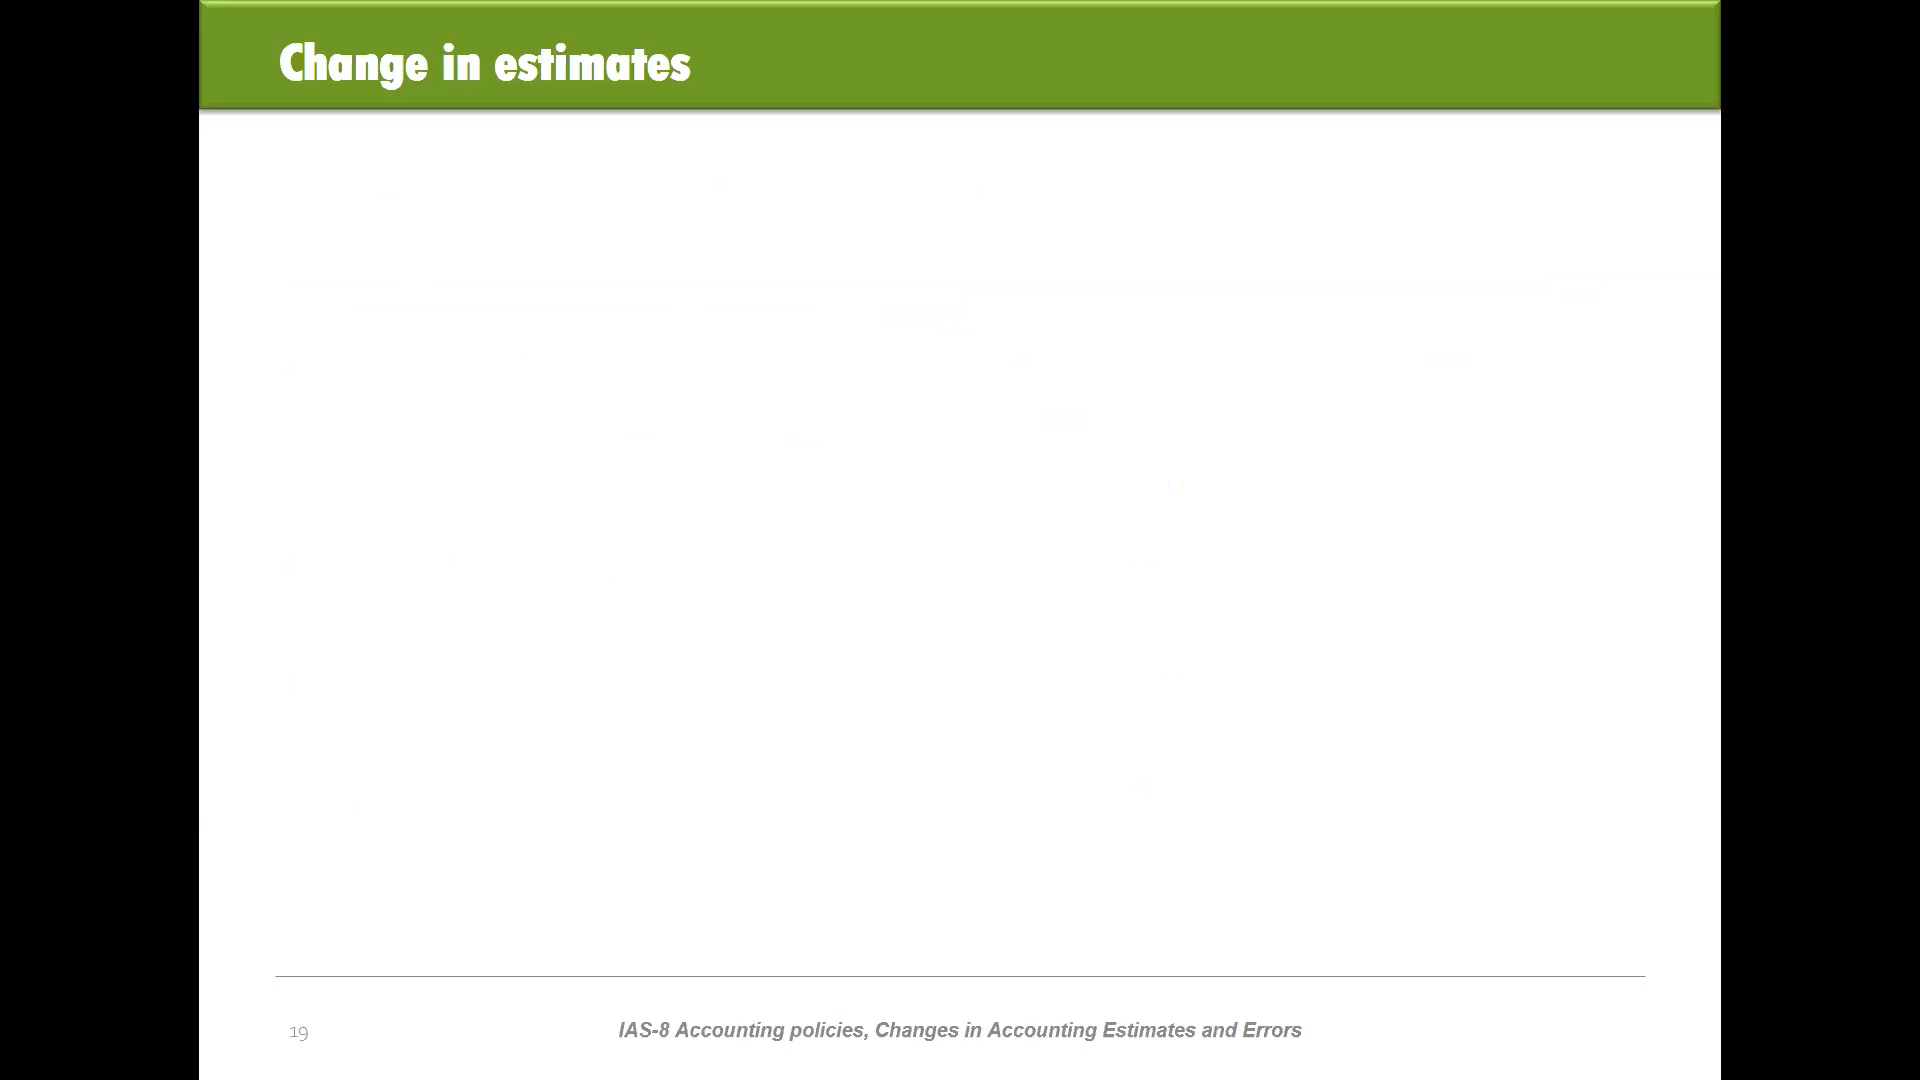 Change in estimates
19
IAS-8 Accounting policies, Changes in Accounting Estimates and Errors